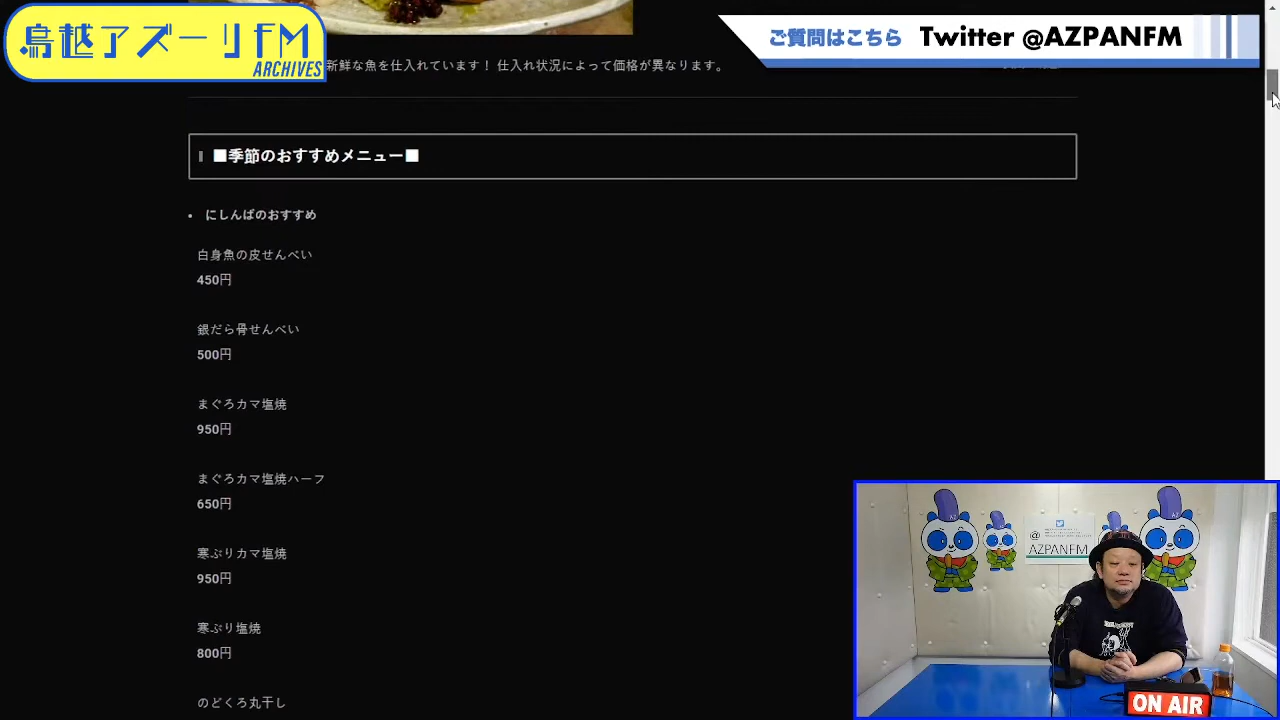 鳥越アズーリFM
ARCHIVES
ご質問はこちら Twitter @AZPANFM
新鮮な魚を仕入れています! 仕入れ状況によって価格が異なります。
■季節のおすすめメニュー■
にしんばのおすすめ
白身魚の皮せんべい
450円
銀だら骨せんべい
500円
まぐろカマ塩焼
950円
まぐろカマ塩焼ハーフ
650円
寒ぶりカマ塩焼
950円
寒ぶり塩焼
800円
のどくろ丸干し
@
AZPANFM
ON AIR